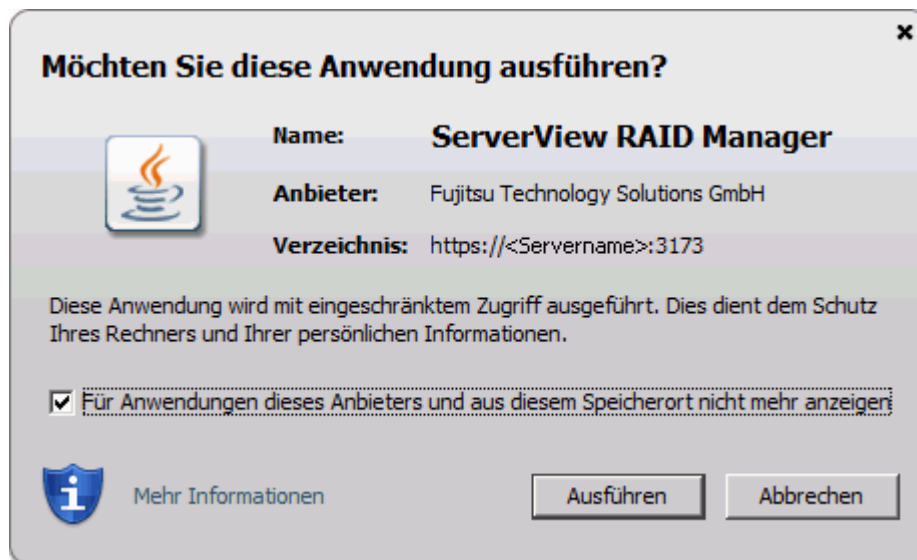 Möchten Sie diese Anwendung ausführen?
Name: ServerView RAID Manager
Anbieter: Fujitsu Technology Solutions GmbH
Verzeichnis: https://<Servername>:3173
Diese Anwendung wird mit eingeschränktem Zugriff ausgeführt. Dies dient dem Schutz
Ihres Rechners und Ihrer persönlichen Informationen.
Für Anwendungen dieses Anbieters und aus diesem Speicherort nicht mehr anzeigen
Mehr Informationen Ausführen Abbrechen